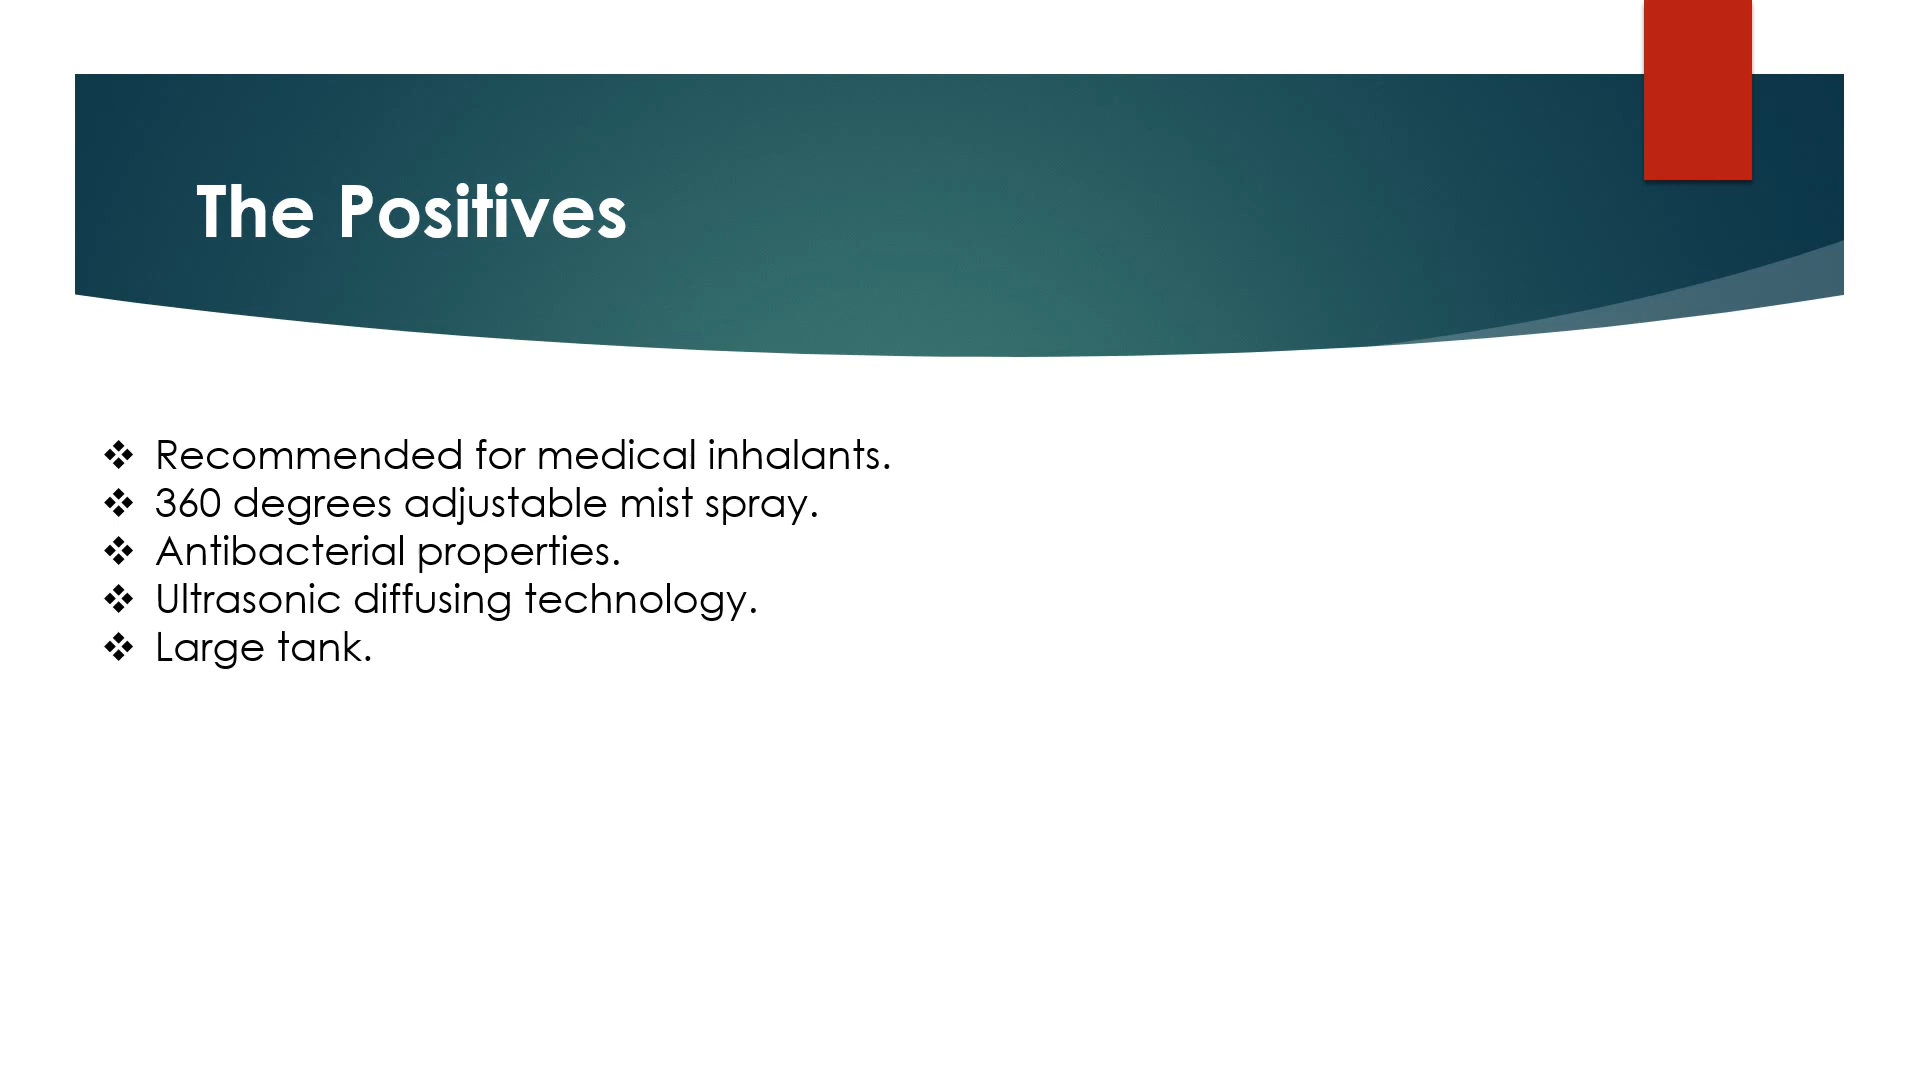 The Positives
❖ Recommended for medical inhalants.
❖ 360 degrees adjustable mist spray.
❖ Antibacterial properties.
❖ Ultrasonic diffusing technology.
❖ Large tank.